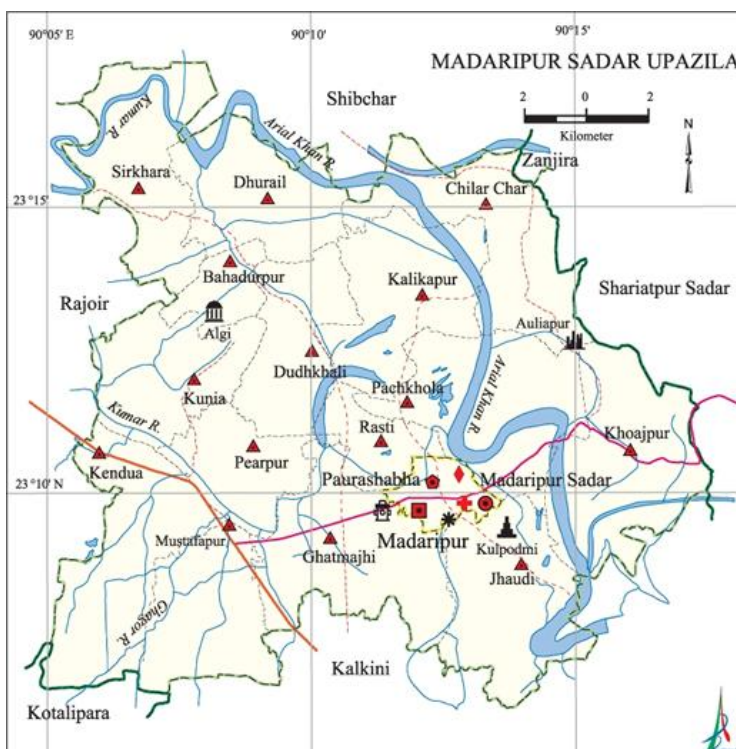 90°05' E
90°10'
90°15'
MADARIPUR SADAR UPAZILA
Shibchar
2 0 2
Kilometer
N
Kumar R.
Arial Khan R.
Zanjira
Sirkhara
Dhurail
Chilar Char
23°15'
Bahadurpur
Kalikapur
Shariatpur Sadar
Rajoir
Algi
Auliapur
Dudhkhali
Arial Khan R.
Kunia
Pachkhola
Kumar R.
Rasti
Khoajpur
Kendua
Pearpur
Paurashabha
Madaripur Sadar
23°10' N
Mustafapur
Ghatmajhi
Madaripur
Kulpodmi
Jhaudi
Ghagor R.
Kalkini
Kotalipara